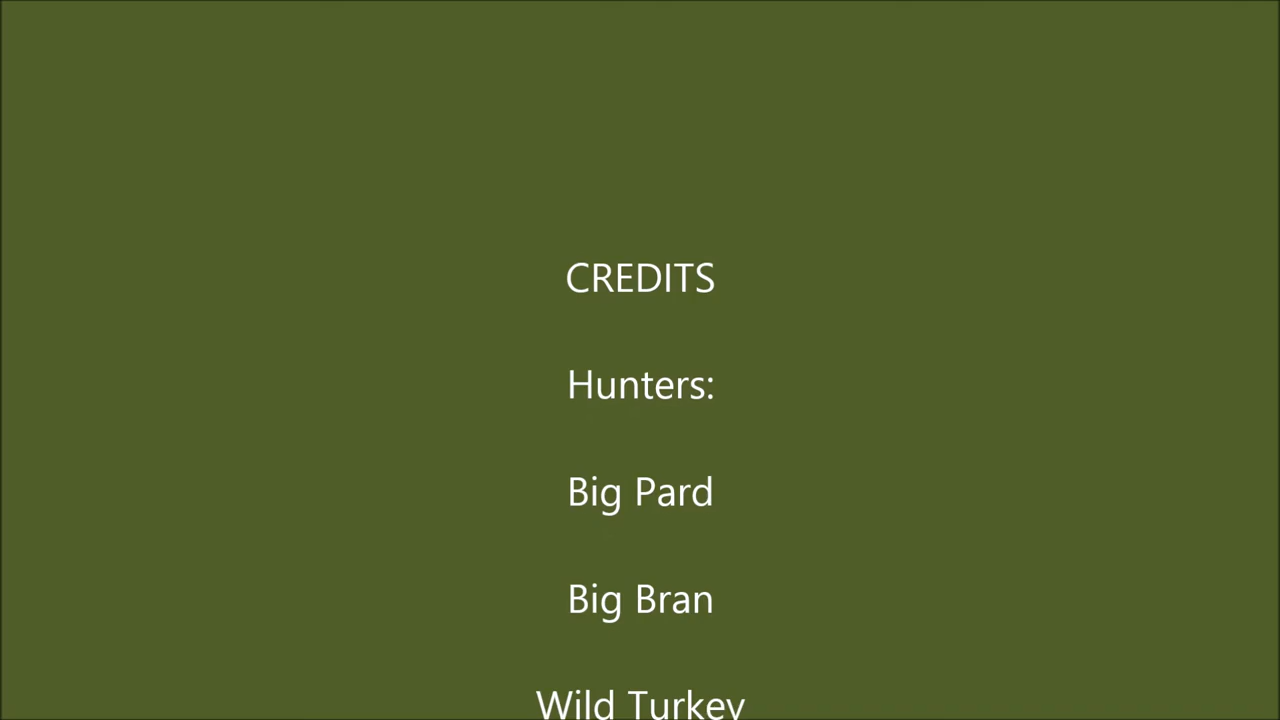 CREDITS
Hunters:
Big Pard
Big Bran
Wild Turkey